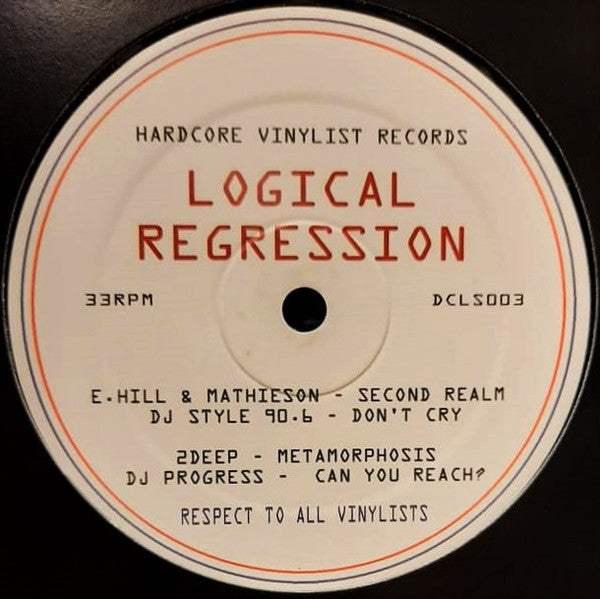 HARDCORE VINYLIST RECORDS
LOGICAL
REGRESSION
33RPM DCLS003
E.HILL & MATHIESON - SECOND REALM
DJ STYLE 90.6 - DON'T CRY
2DEEP - METAMORPHOSIS
DJ PROGRESS - CAN YOU REACH?
RESPECT TO ALL VINYLISTS